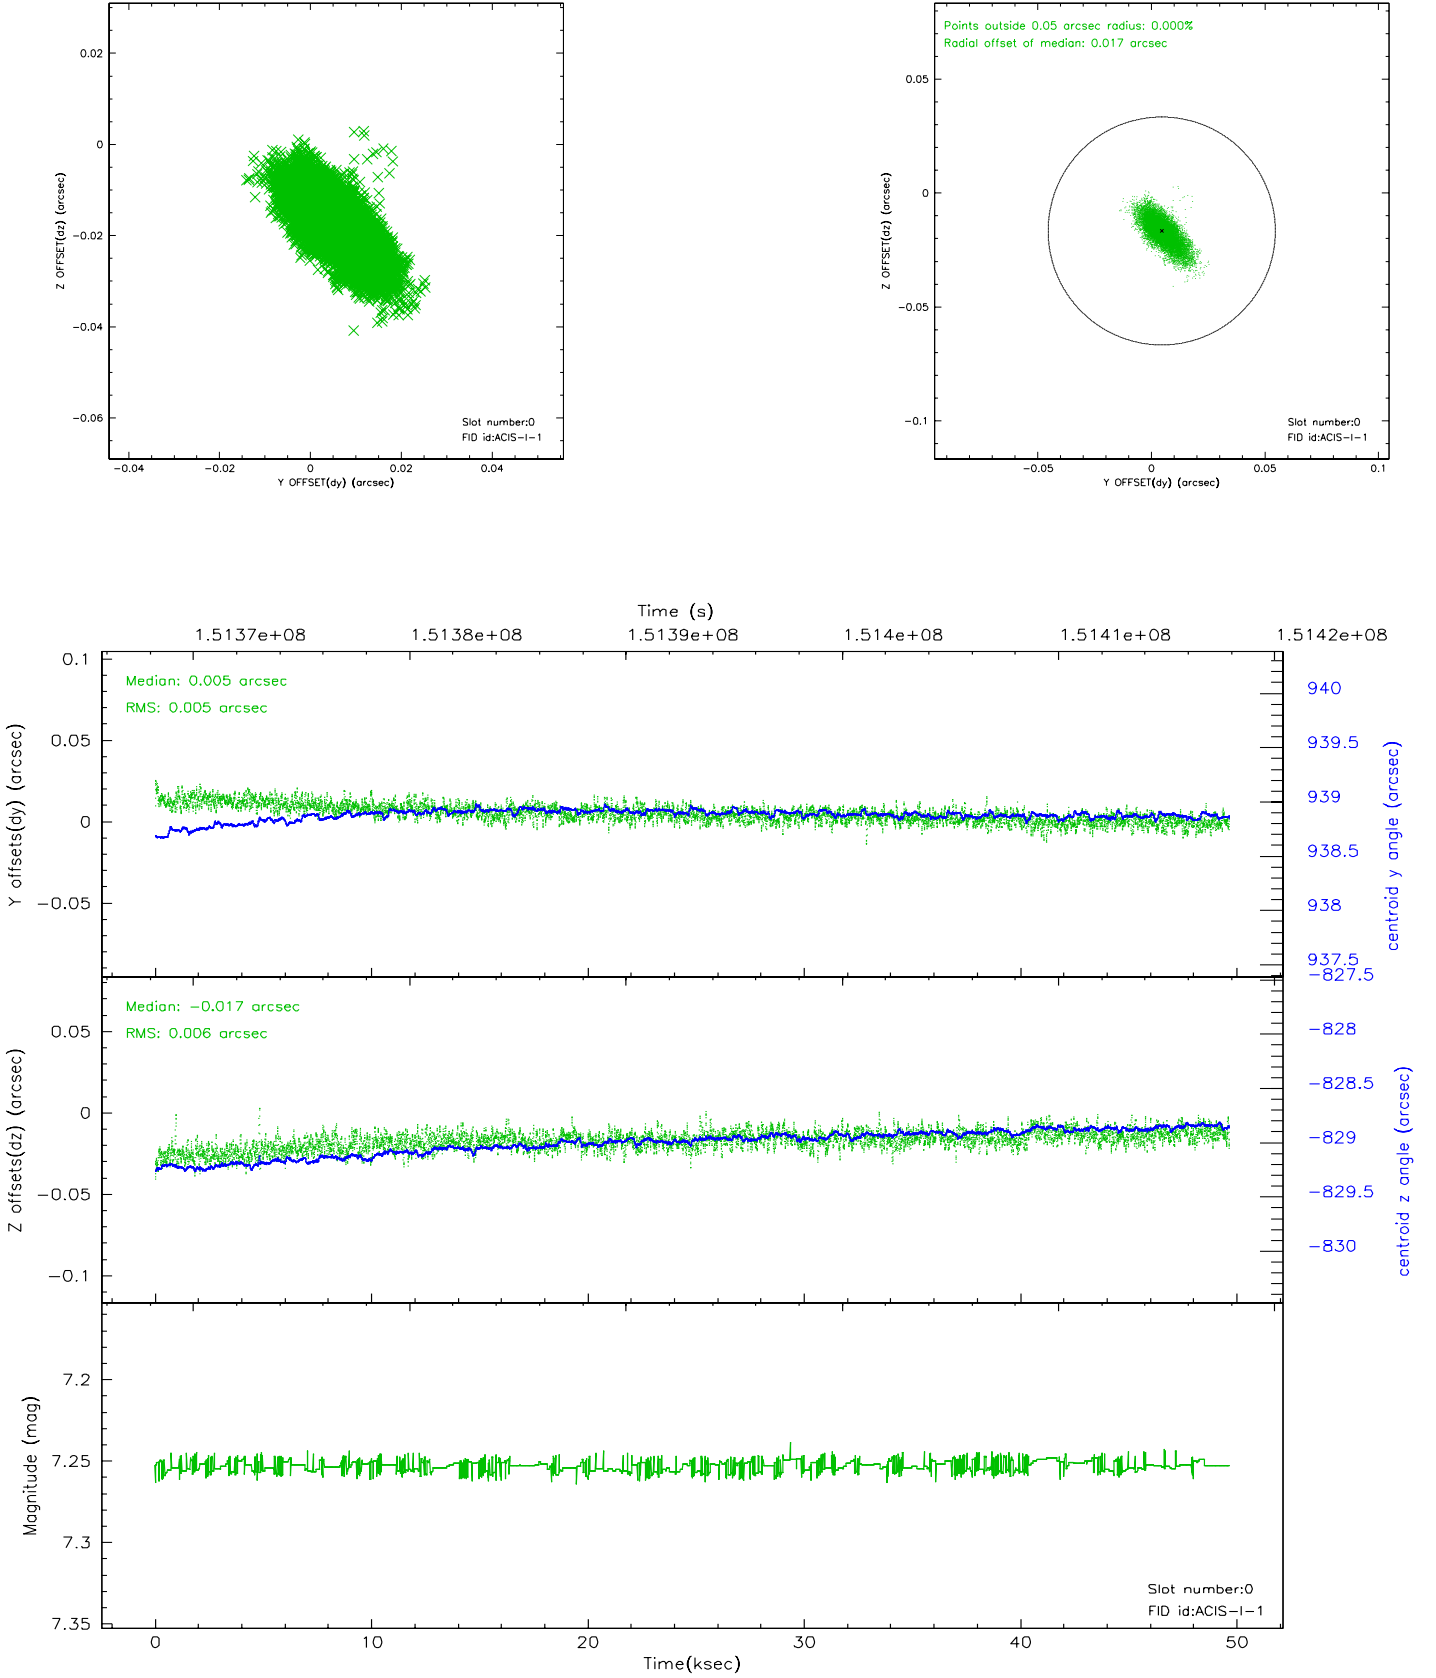 0.02
0
−0.02
−0.04
−0.06
Z OFFSET(dz) (arcsec)
Slot number:0
FID id:ACIS−I−1
−0.04 −0.02 0 0.02 0.04
Y OFFSET(dy) (arcsec)
Points outside 0.05 arcsec radius: 0.000%
Radial offset of median: 0.017 arcsec
0.05
0
−0.05
−0.1
Z OFFSET(dz) (arcsec)
Slot number:0
FID id:ACIS−I−1
−0.05 0 0.05 0.1
Y OFFSET(dy) (arcsec)
Time (s)
1.5137e+08 1.5138e+08 1.5139e+08 1.514e+08 1.5141e+08 1.5142e+08
Median: 0.005 arcsec
RMS: 0.005 arcsec
0.1
0.05
0
−0.05
Y offsets(dy) (arcsec)
940
939.5
939
938.5
938
937.5
centroid y angle (arcsec)
Median: −0.017 arcsec
RMS: 0.006 arcsec
0.05
0
−0.05
−0.1
Z offsets(dz) (arcsec)
−827.5
−828
−828.5
−829
−829.5
−830
centroid z angle (arcsec)
7.2
7.25
7.3
7.35
Magnitude (mag)
Slot number:0
FID id:ACIS−I−1
0 10 20 30 40 50
Time(ksec)